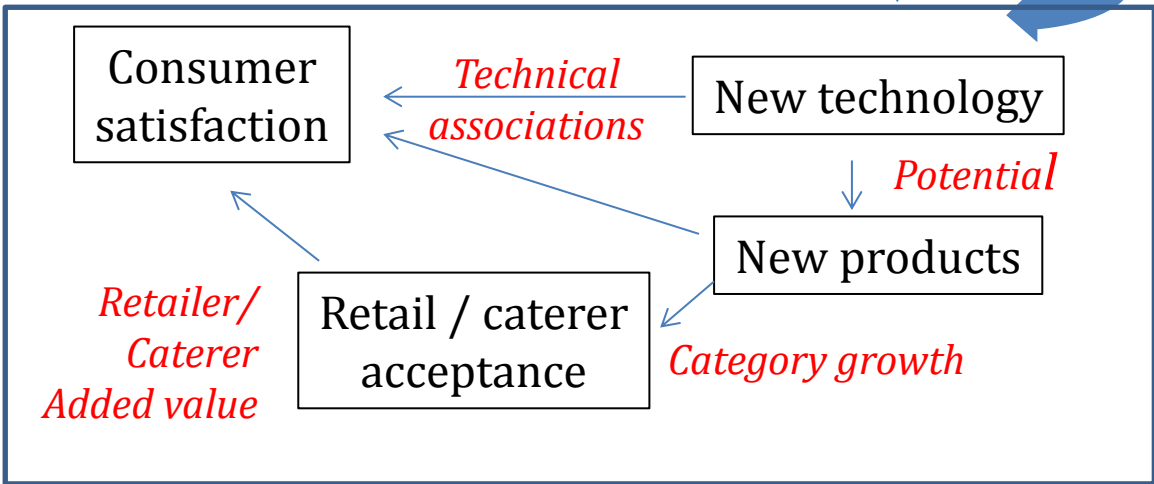 Consumer
satisfaction
Technical
associations
New technology
Potential
New products
Retailer/
Caterer
Added value
Retail / caterer
acceptance
Category growth